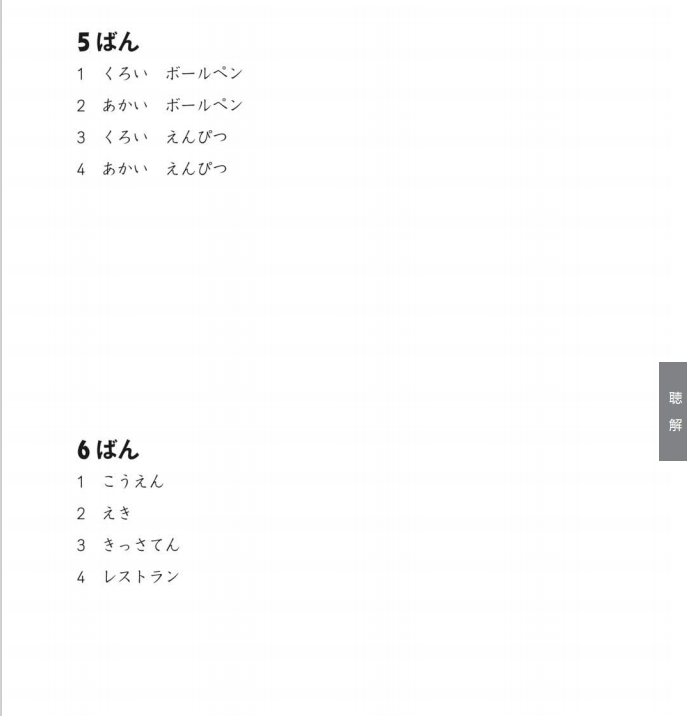 5 ばん
1 くろい ボールペン
2 あかい ボールペン
3 くろい えんぴつ
4 あかい えんぴつ
聴解
6 ばん
1 こうえん
2 えき
3 きっさてん
4 レストラン